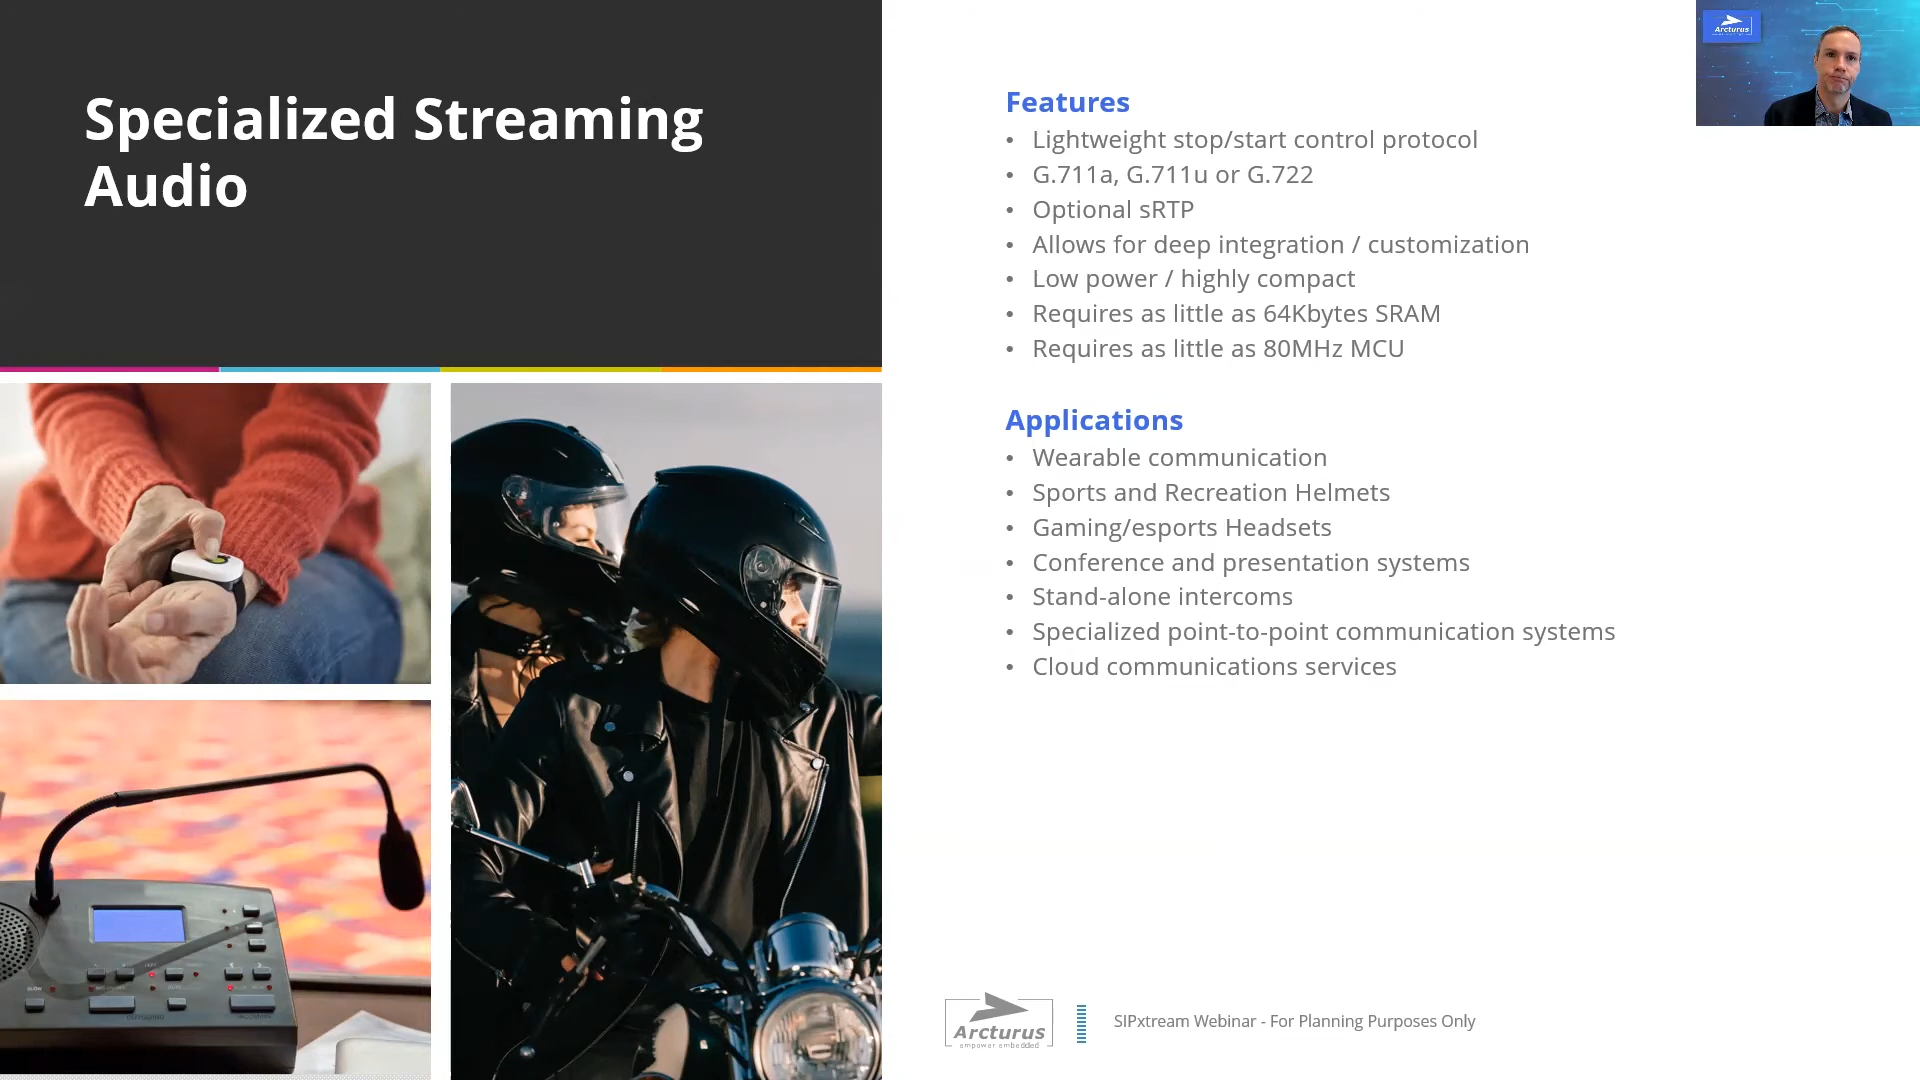 Specialized Streaming
Audio
Features
• Lightweight stop/start control protocol
• G.711a, G.711u or G.722
• Optional sRTP
• Allows for deep integration / customization
• Low power / highly compact
• Requires as little as 64Kbytes SRAM
• Requires as little as 80MHz MCU
Applications
• Wearable communication
• Sports and Recreation Helmets
• Gaming/esports Headsets
• Conference and presentation systems
• Stand-alone intercoms
• Specialized point-to-point communication systems
• Cloud communications services
Arcturus
Arcturus
empower embedded
SIPxtream Webinar - For Planning Purposes Only